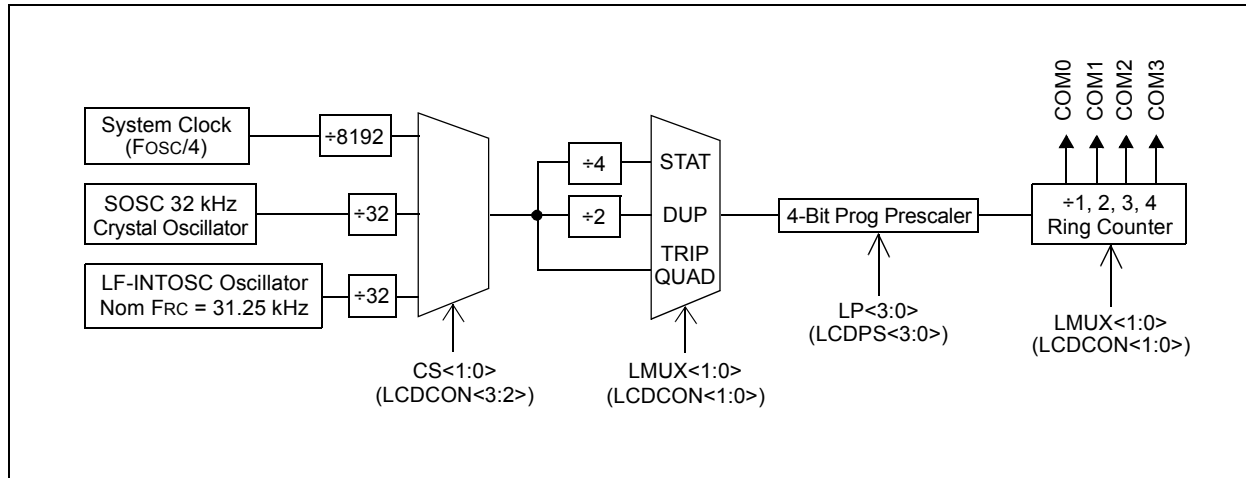 COM0
COM1
COM2
COM3
System Clock
(FOSC/4)
÷8192
SOSC 32 kHz
Crystal Oscillator
÷32
LF-INTOSC Oscillator
Nom FRC = 31.25 kHz
÷32
÷4
÷2
STAT
DUP
TRIP
QUAD
4-Bit Prog Prescaler
÷1, 2, 3, 4
Ring Counter
CS<1:0>
(LCDCON<3:2>)
LMUX<1:0>
(LCDCON<1:0>)
LP<3:0>
(LCDPS<3:0>)
LMUX<1:0>
(LCDCON<1:0>)